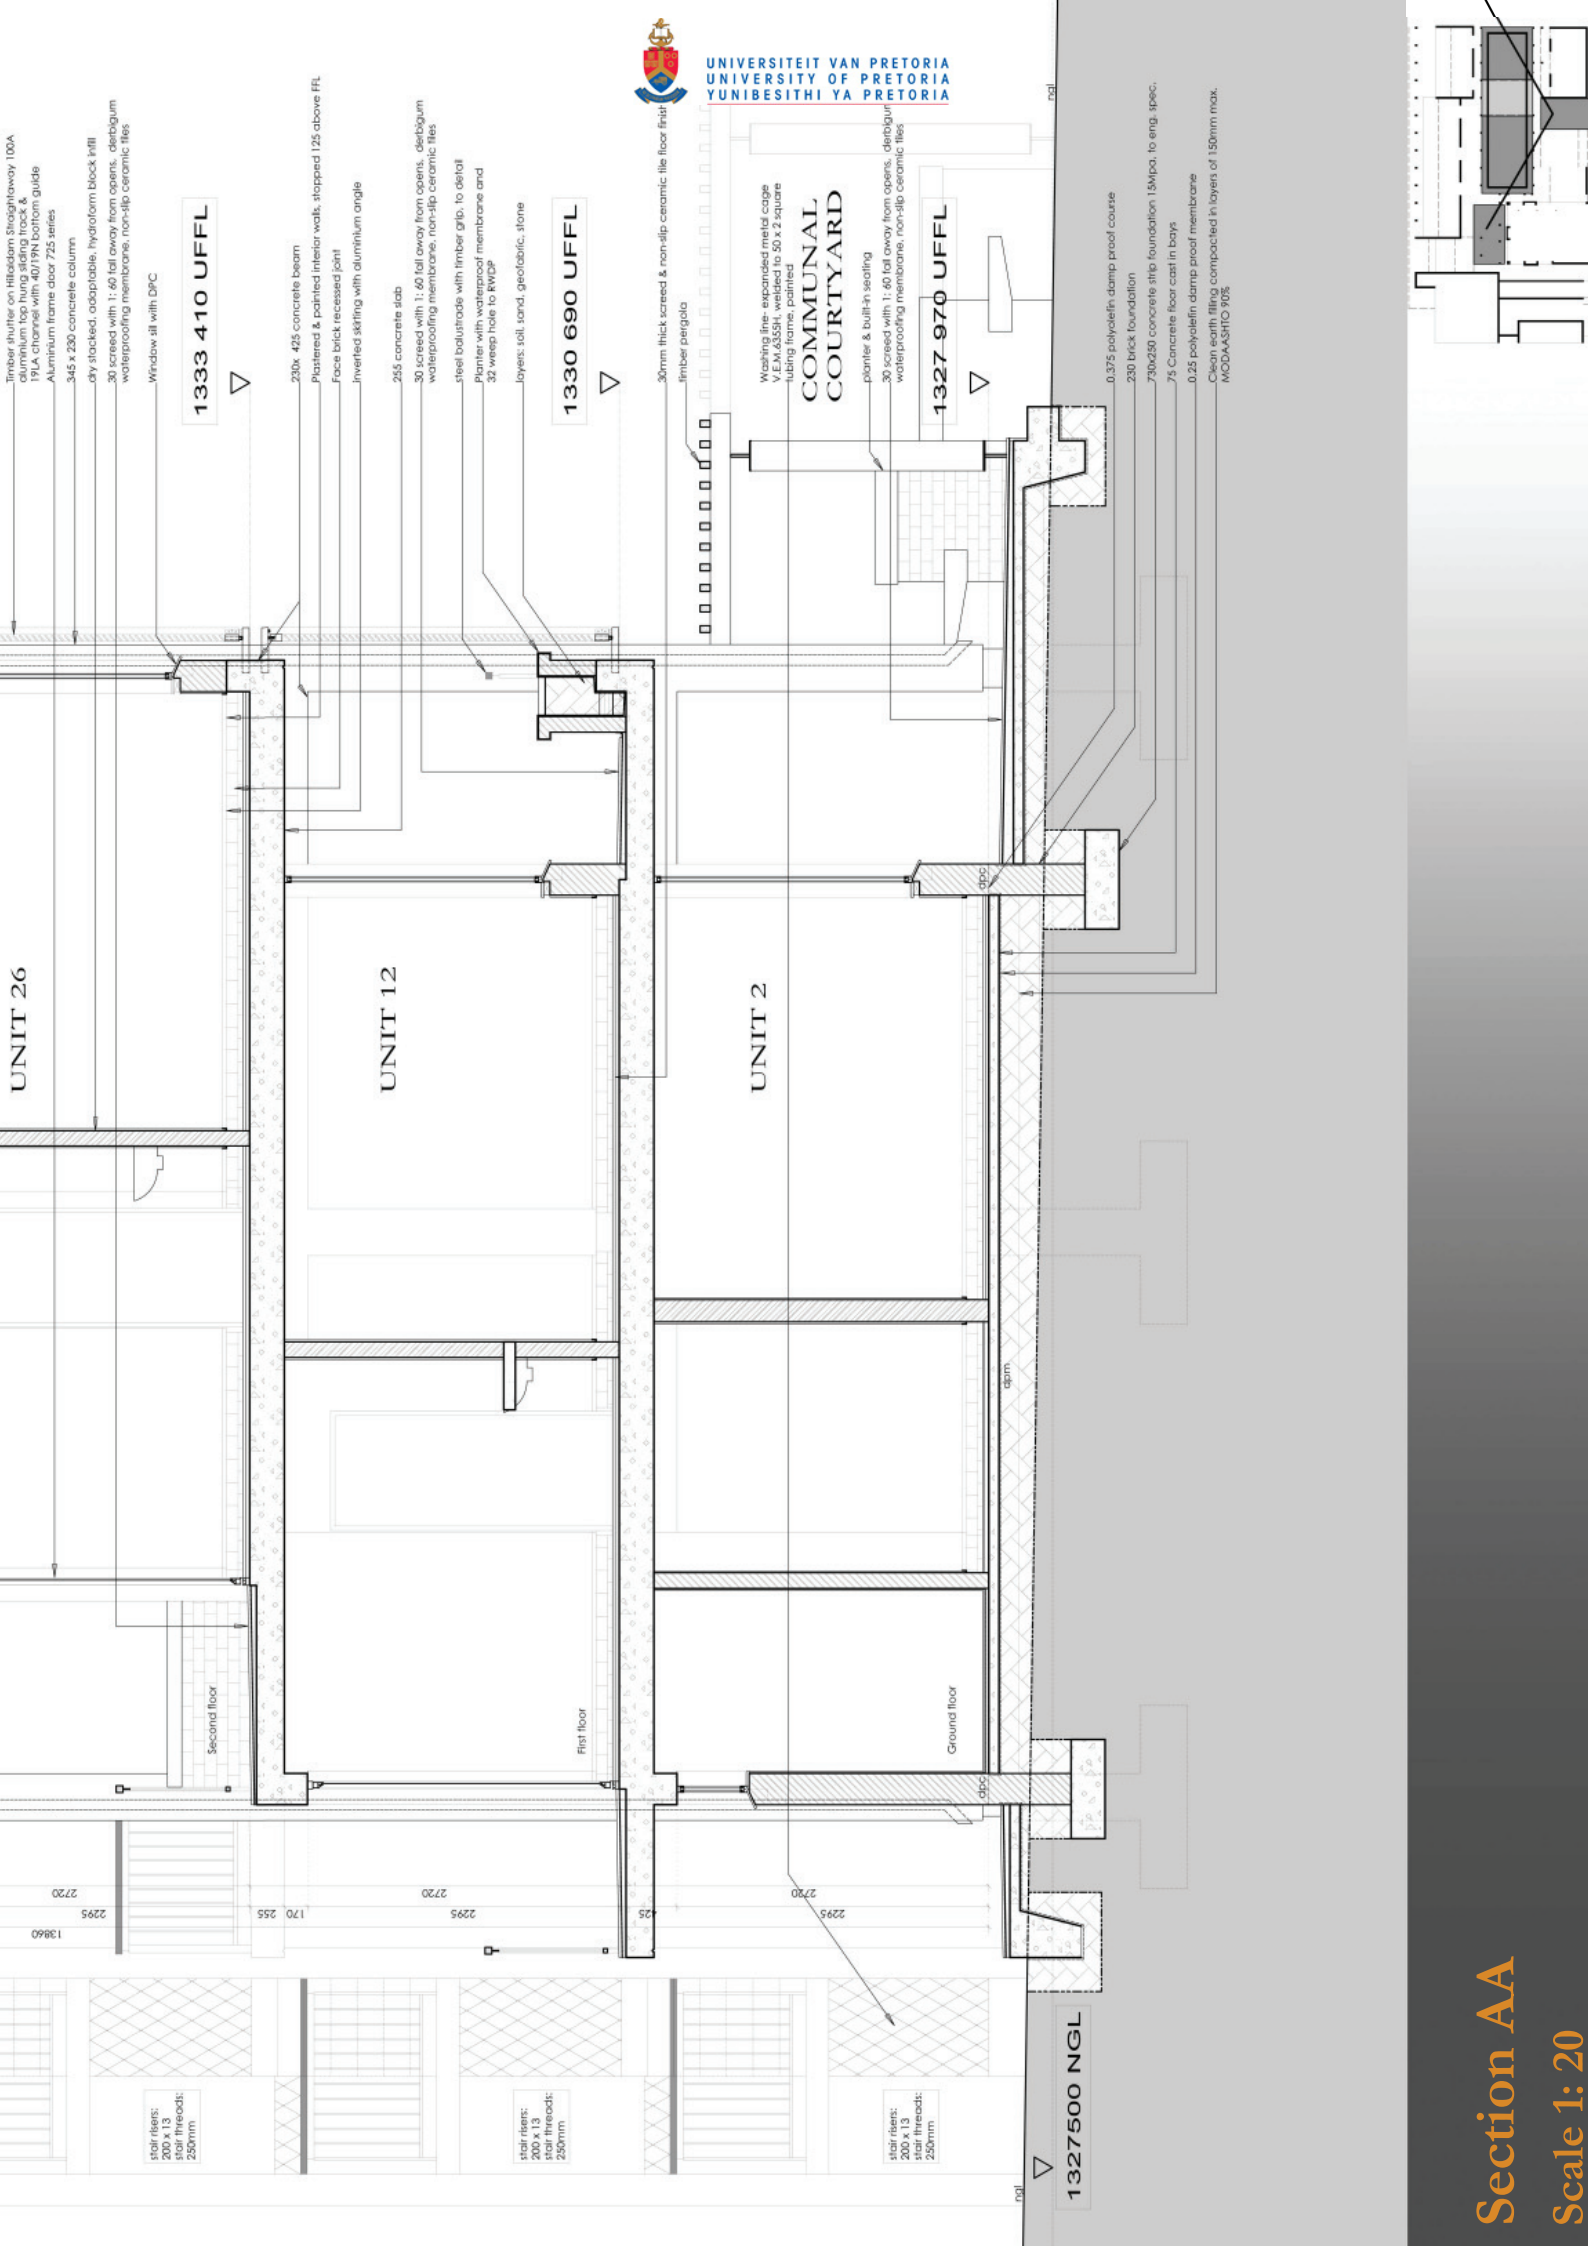 UNIVERSITEIT VAN PRETORIA
UNIVERSITY OF PRETORIA
YUNIBESITHI YA PRETORIA
Timber shutter on Hillaldam Straightaway 100A
aluminium top hung sliding track &
19LA channel with 40/19N bottom guide
Aluminium frame door 725 series
345 x 230 concrete column
dry stacked, adaptable, hydroform block infill
30 screed with 1: 60 fall away from opens, derbigum
waterproofing membrane, non-slip ceramic tiles
Window sill with DPC
1333 410 UFFL
230x 425 concrete beam
Plastered & painted interior walls, stopped 125 above FFL
Face brick recessed joint
Inverted skirting with aluminium angle
255 concrete slab
30 screed with 1: 60 fall away from opens, derbigum
waterproofing membrane, non-slip ceramic tiles
steel balustrade with timber grip, to detail
Planter with waterproof membrane and
32 weep hole to RWDP
layers: soil, sand, geofabric, stone
1330 690 UFFL
30mm thick screed & non-slip ceramic tile floor finish
timber pergola
Washing line- expanded metal cage
V.E.M.6355H, welded to 50 x 2 square
tubing frame, painted
COMMUNAL
COURTYARD
planter & built-in seating
30 screed with 1: 60 fall away from opens, derbigum
waterproofing membrane, non-slip ceramic tiles
1327 970 UFFL
ngl
0.375 polyolefin damp proof course
230 brick foundation
730x250 concrete strip foundation 15Mpa, to eng. spec.
75 Concrete floor cast in bays
0.25 polyolefin damp proof membrane
Clean earth filling compacted in layers of 150mm max.
MODAASHTO 90%
UNIT 26
UNIT 12
UNIT 2
dpc
dpm
dpc
Second floor
First floor
Ground floor
2720
2295
13860
255
170
2720
2295
425
2720
2295
stair risers:
200 x 13
stair threads:
250mm
stair risers:
200 x 13
stair threads:
250mm
stair risers:
200 x 13
stair threads:
250mm
ngl
1327500 NGL
Section AA
Scale 1: 20